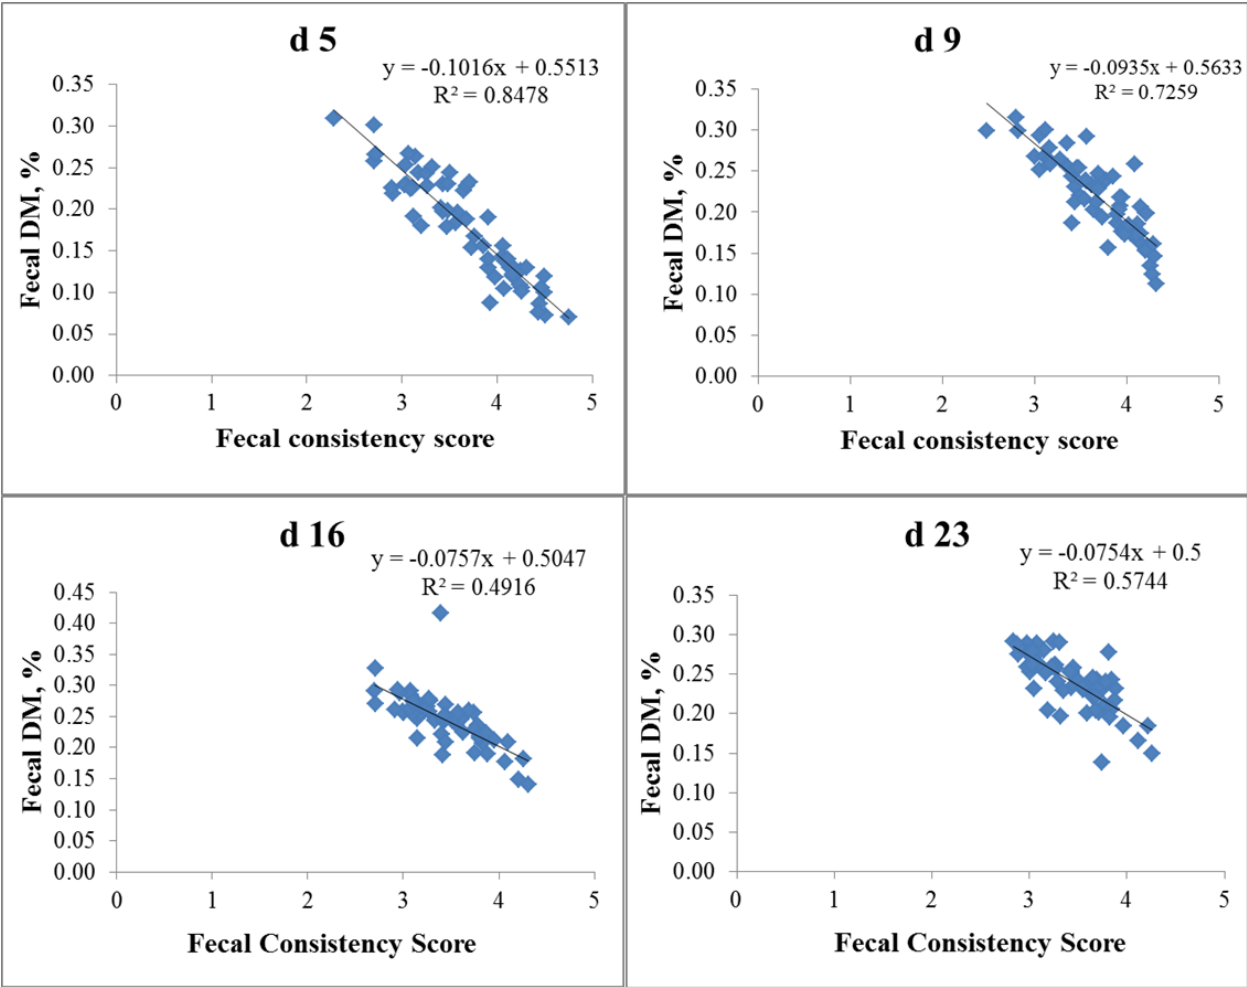 d 5
y = -0.1016x + 0.5513
R² = 0.8478
0.35
0.30
0.25
0.20
0.15
0.10
0.05
0.00
Fecal DM, %
0 1 2 3 4 5
Fecal consistency score
d 9
y = -0.0935x + 0.5633
R² = 0.7259
0.35
0.30
0.25
0.20
0.15
0.10
0.05
0.00
Fecal DM, %
0 1 2 3 4 5
Fecal consistency score
d 16
y = -0.0757x + 0.5047
R² = 0.4916
0.45
0.40
0.35
0.30
0.25
0.20
0.15
0.10
0.05
0.00
Fecal DM, %
0 1 2 3 4 5
Fecal Consistency Score
d 23
y = -0.0754x + 0.5
R² = 0.5744
0.35
0.30
0.25
0.20
0.15
0.10
0.05
0.00
Fecal DM, %
0 1 2 3 4 5
Fecal Consistency Score